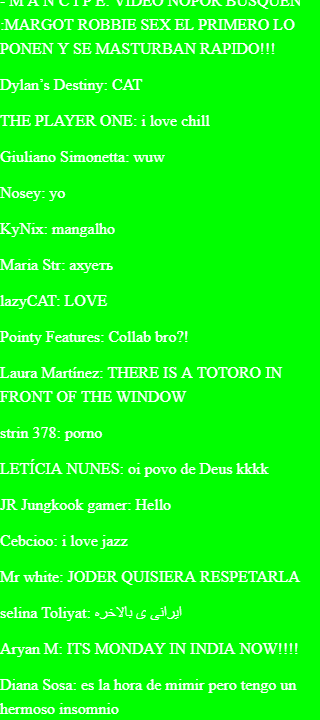 - M A N C I P E: VIDEO NOPOR BUSQUEN
:MARGOT ROBBIE SEX EL PRIMERO LO
PONEN Y SE MASTURBAN RAPIDO!!!
Dylan's Destiny: CAT
THE PLAYER ONE: i love chill
Giuliano Simonetta: wuw
Nosey: yo
KyNix: mangalho
Maria Str: ахуеть
lazyCAT: LOVE
Pointy Features: Collab bro?!
Laura Martínez: THERE IS A TOTORO IN
FRONT OF THE WINDOW
strin 378: porno
LETÍCIA NUNES: oi povo de Deus kkkk
JR Jungkook gamer: Hello
Cebcioo: i love jazz
Mr white: JODER QUISIERA RESPETARLA
selina Toliyat: ایرانی ی بالاخره
Aryan M: ITS MONDAY IN INDIA NOW!!!!
Diana Sosa: es la hora de mimir pero tengo un
hermoso insomnio